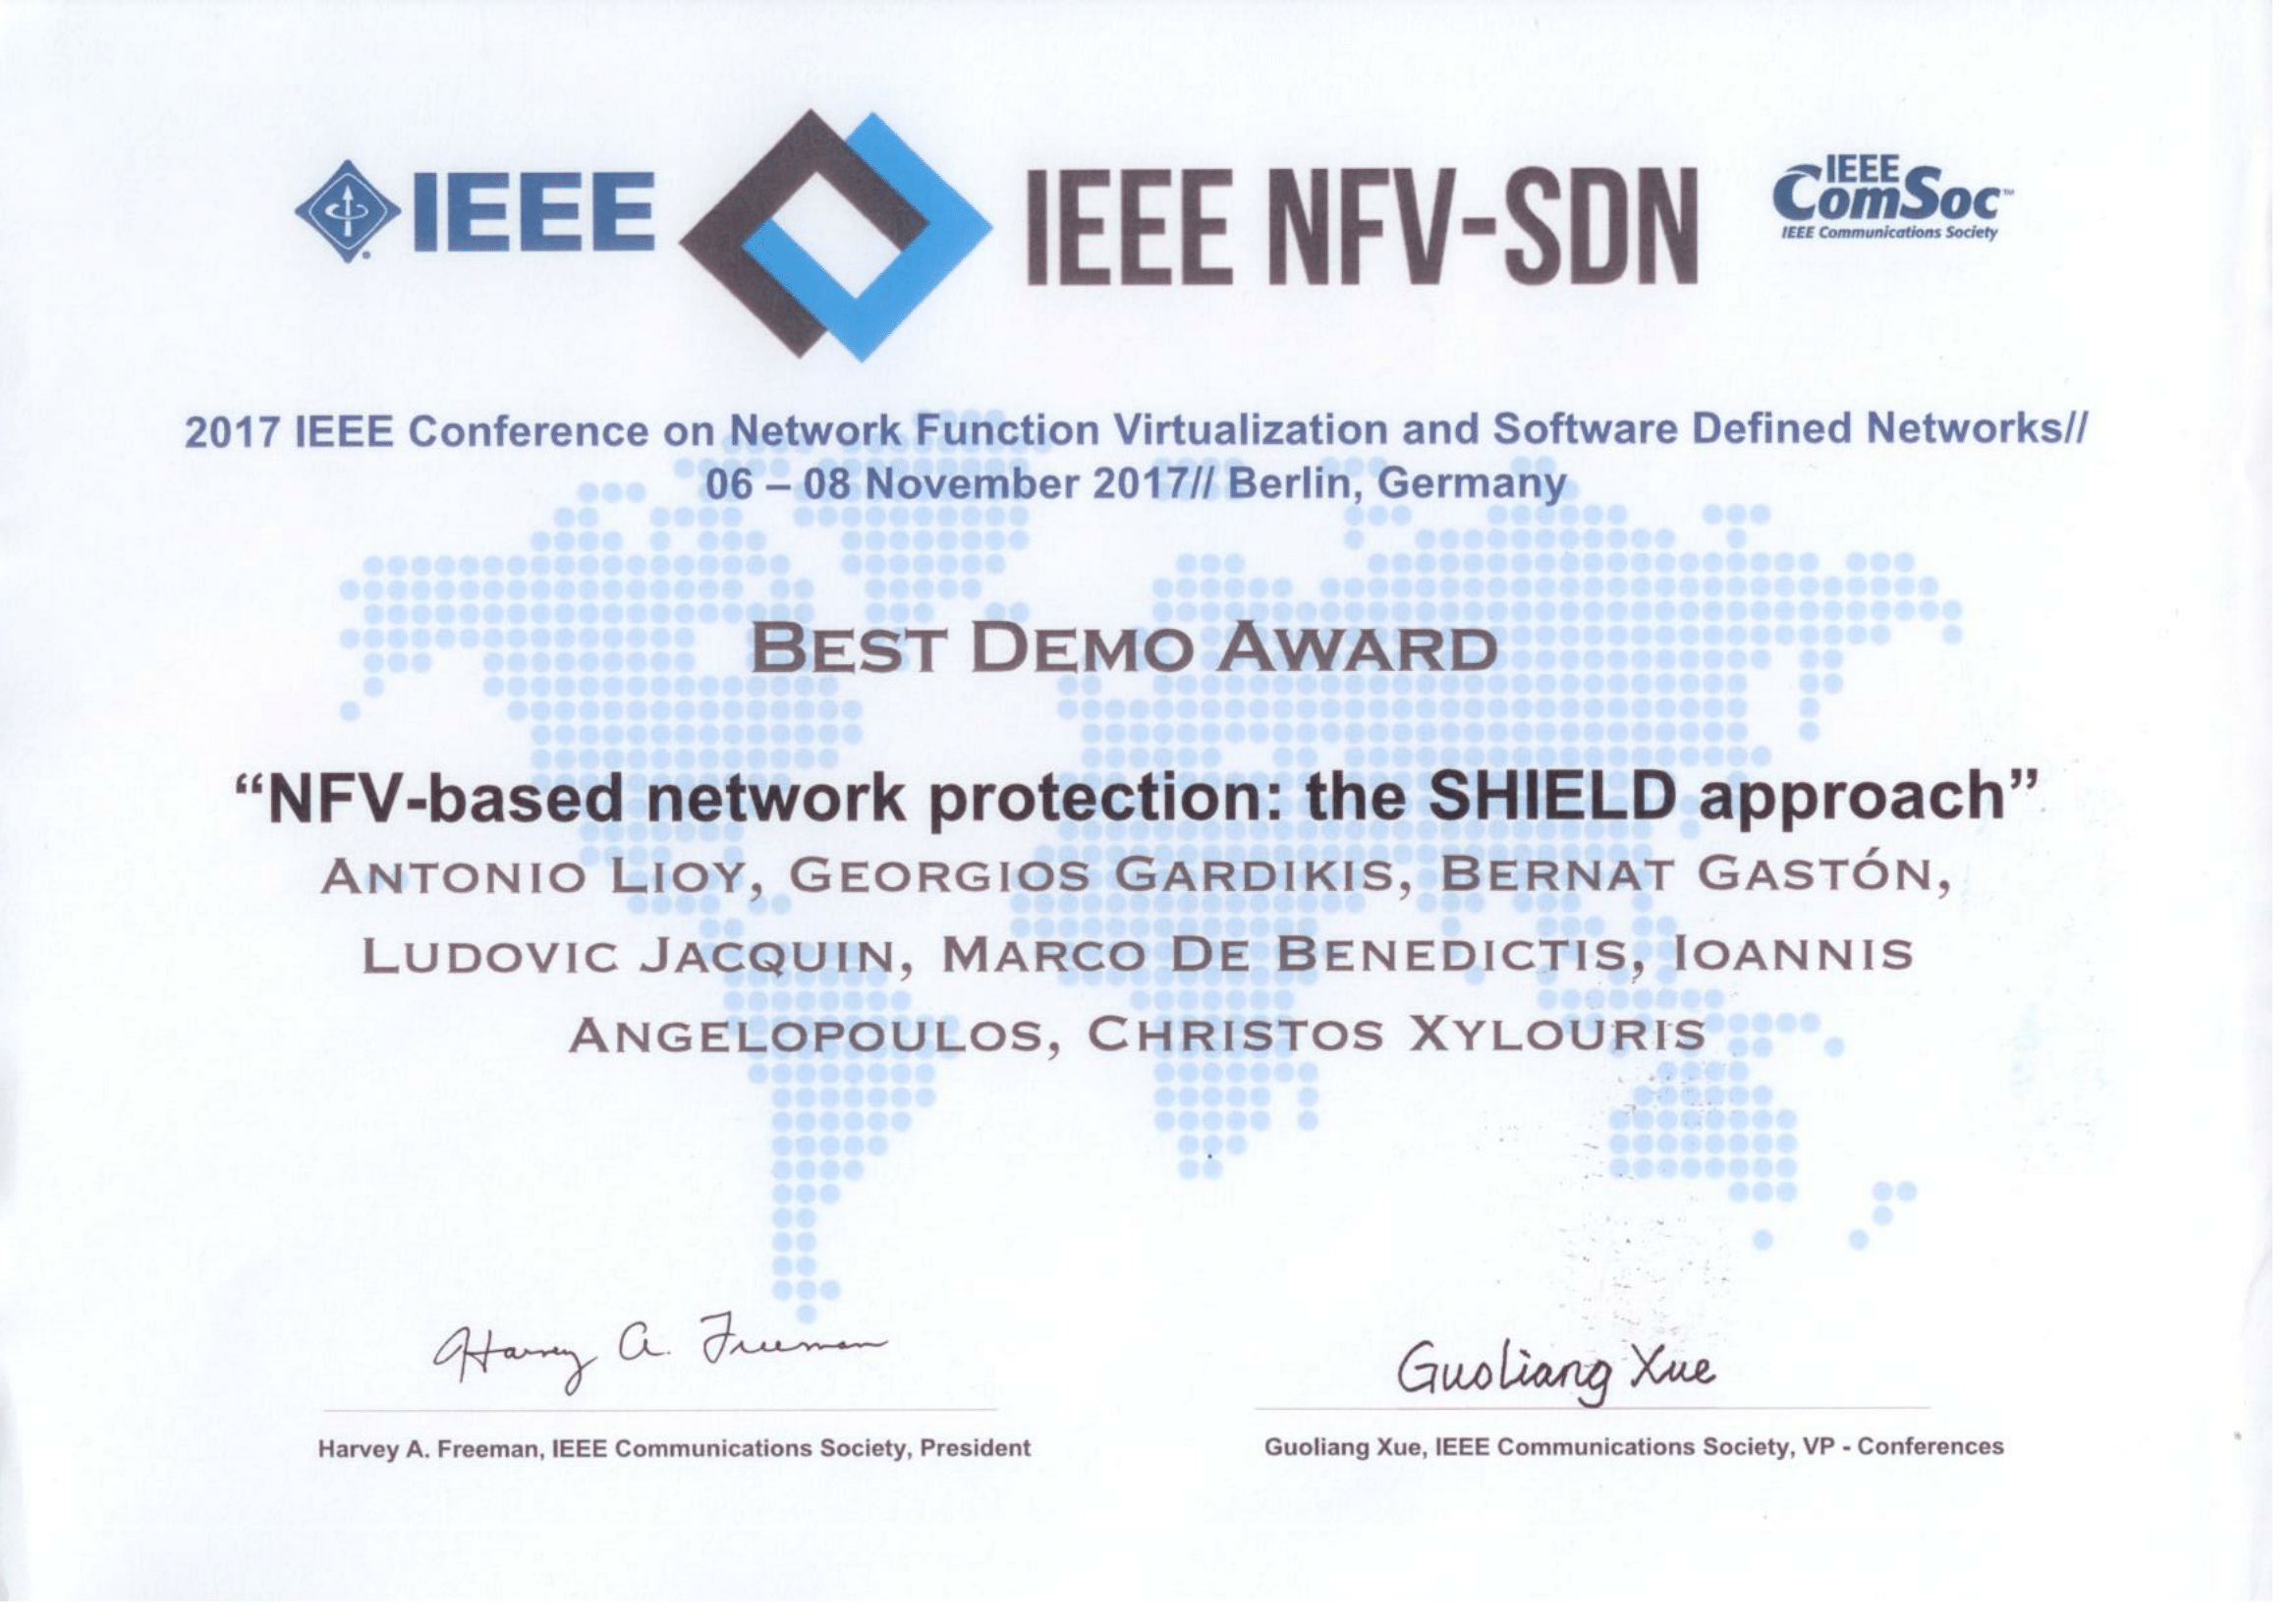 IEEE
IEEE NFV-SDN
IEEE
ComSoc™
IEEE Communications Society
2017 IEEE Conference on Network Function Virtualization and Software Defined Networks//
06 – 08 November 2017// Berlin, Germany
BEST DEMO AWARD
“NFV-based network protection: the SHIELD approach”
ANTONIO LIOY, GEORGIOS GARDIKIS, BERNAT GASTÓN,
LUDOVIC JACQUIN, MARCO DE BENEDICTIS, IOANNIS
ANGELOPOULOS, CHRISTOS XYLOURIS
Harvey A. Freeman
Guoliang Xue
Harvey A. Freeman, IEEE Communications Society, President
Guoliang Xue, IEEE Communications Society, VP - Conferences